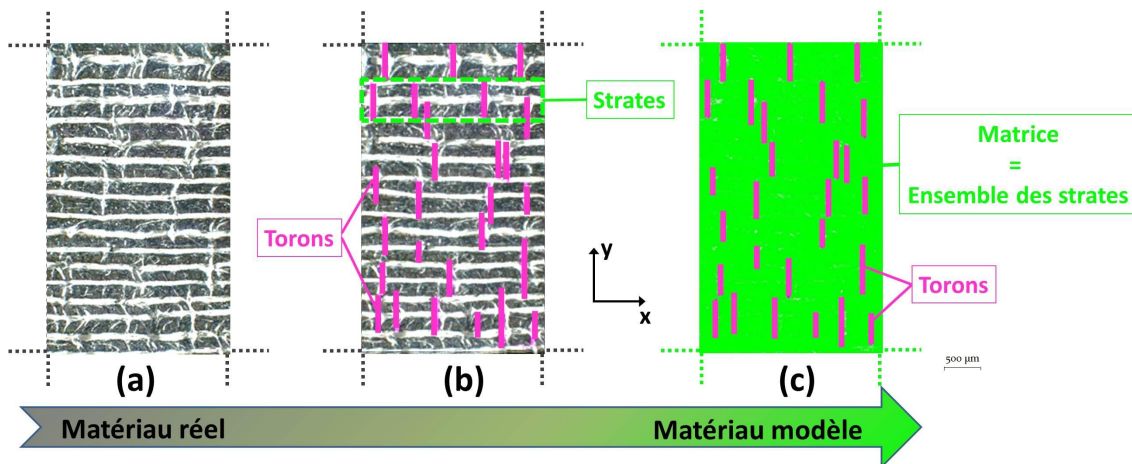 Strates
Matrice
=
Ensemble des strates
Torons
y
x
Torons
500 µm
(a)
(b)
(c)
Matériau réel
Matériau modèle